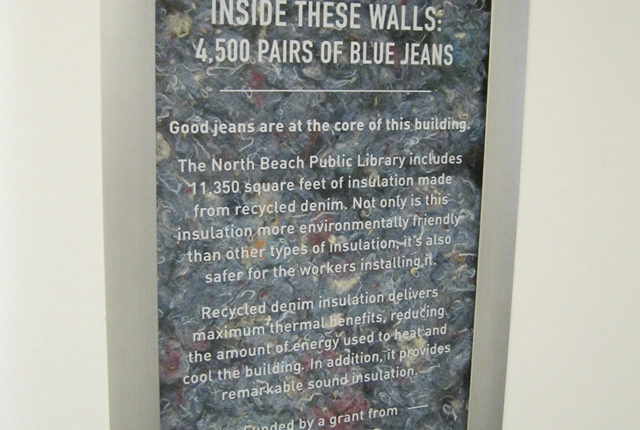 INSIDE THESE WALLS:
4,500 PAIRS OF BLUE JEANS
Good jeans are at the core of this building.
The North Beach Public Library includes
11,350 square feet of insulation made
from recycled denim. Not only is this
insulation more environmentally friendly
than other types of insulation, it's also
safer for the workers installing it.
Recycled denim insulation delivers
maximum thermal benefits, reducing
the amount of energy used to heat and
cool the building. In addition, it provides
remarkable sound insulation.
Funded by a grant from